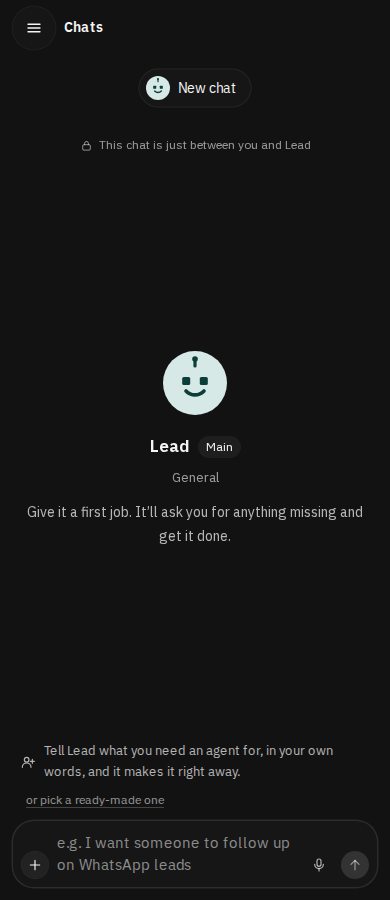 Chats
New chat
This chat is just between you and Lead
Lead Main
General
Give it a first job. It'll ask you for anything missing and
get it done.
Tell Lead what you need an agent for, in your own
words, and it makes it right away.
or pick a ready-made one
e.g. I want someone to follow up
on WhatsApp leads